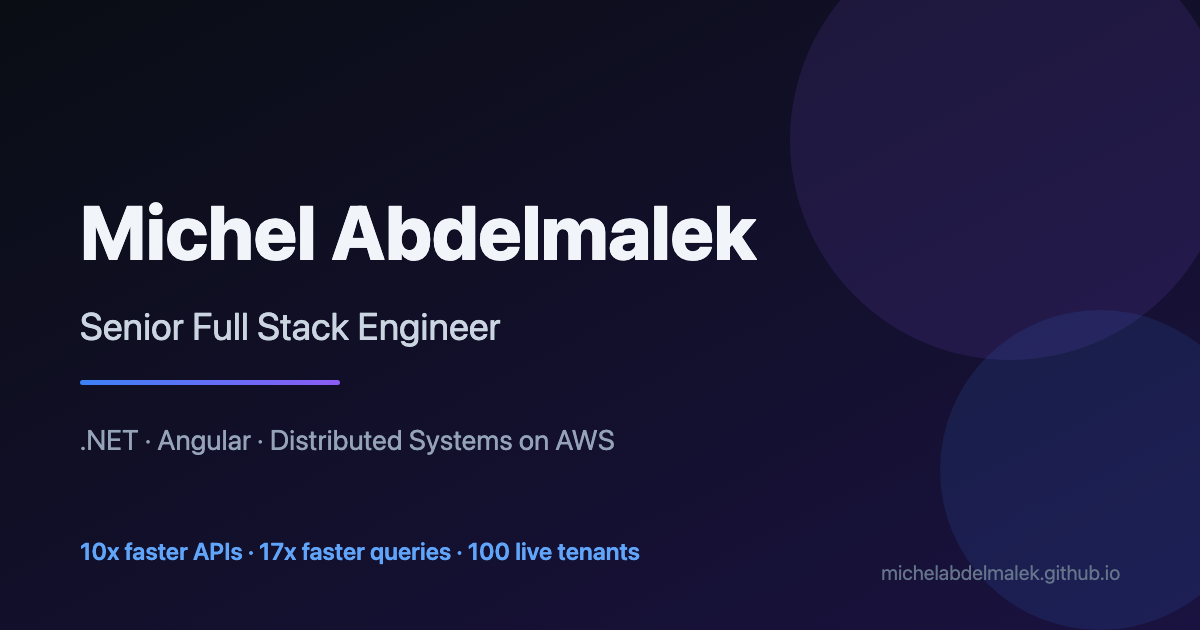 Michel Abdelmalek
Senior Full Stack Engineer
.NET · Angular · Distributed Systems on AWS
10x faster APIs · 17x faster queries · 100 live tenants
michelabdelmalek.github.io